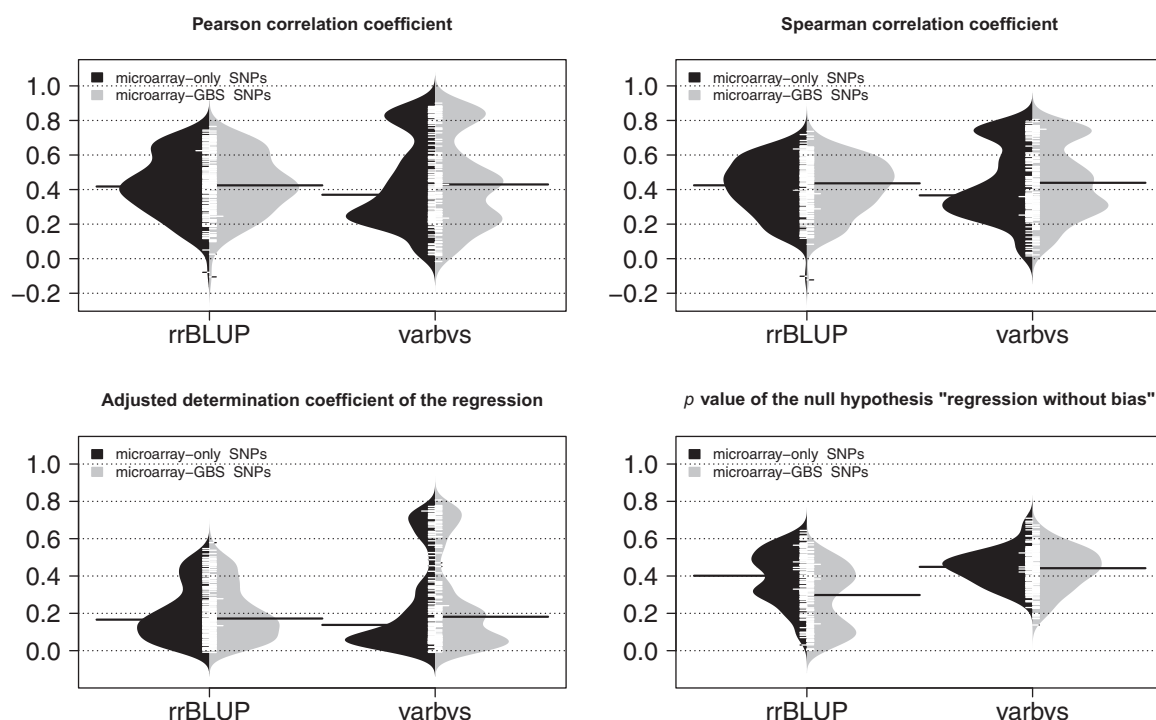 Pearson correlation coefficient
microarray−only SNPs
microarray−GBS SNPs
1.0
0.8
0.6
0.4
0.2
0.0
−0.2
rrBLUP
varbvs
Spearman correlation coefficient
microarray−only SNPs
microarray−GBS SNPs
1.0
0.8
0.6
0.4
0.2
0.0
−0.2
rrBLUP
varbvs
Adjusted determination coefficient of the regression
microarray−only SNPs
microarray−GBS SNPs
1.0
0.8
0.6
0.4
0.2
0.0
rrBLUP
varbvs
p value of the null hypothesis "regression without bias"
microarray−only SNPs
microarray−GBS SNPs
1.0
0.8
0.6
0.4
0.2
0.0
rrBLUP
varbvs